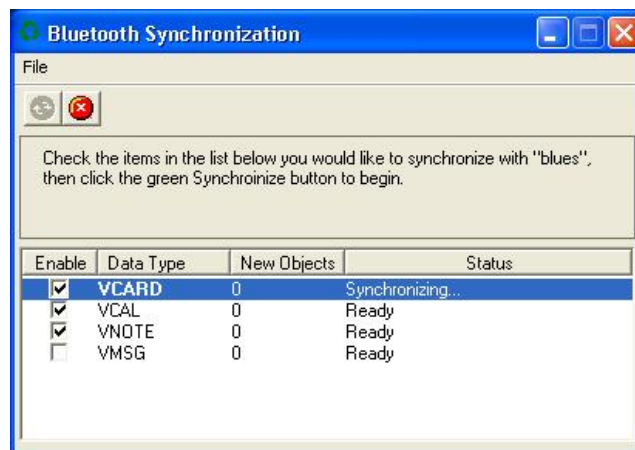 Bluetooth Synchronization
File
Check the items in the list below you would like to synchronize with "blues",
then click the green Synchroinize button to begin.
Enable Data Type New Objects Status
VCARD 0 Synchronizing...
VCAL 0 Ready
VNOTE 0 Ready
VMSG 0 Ready